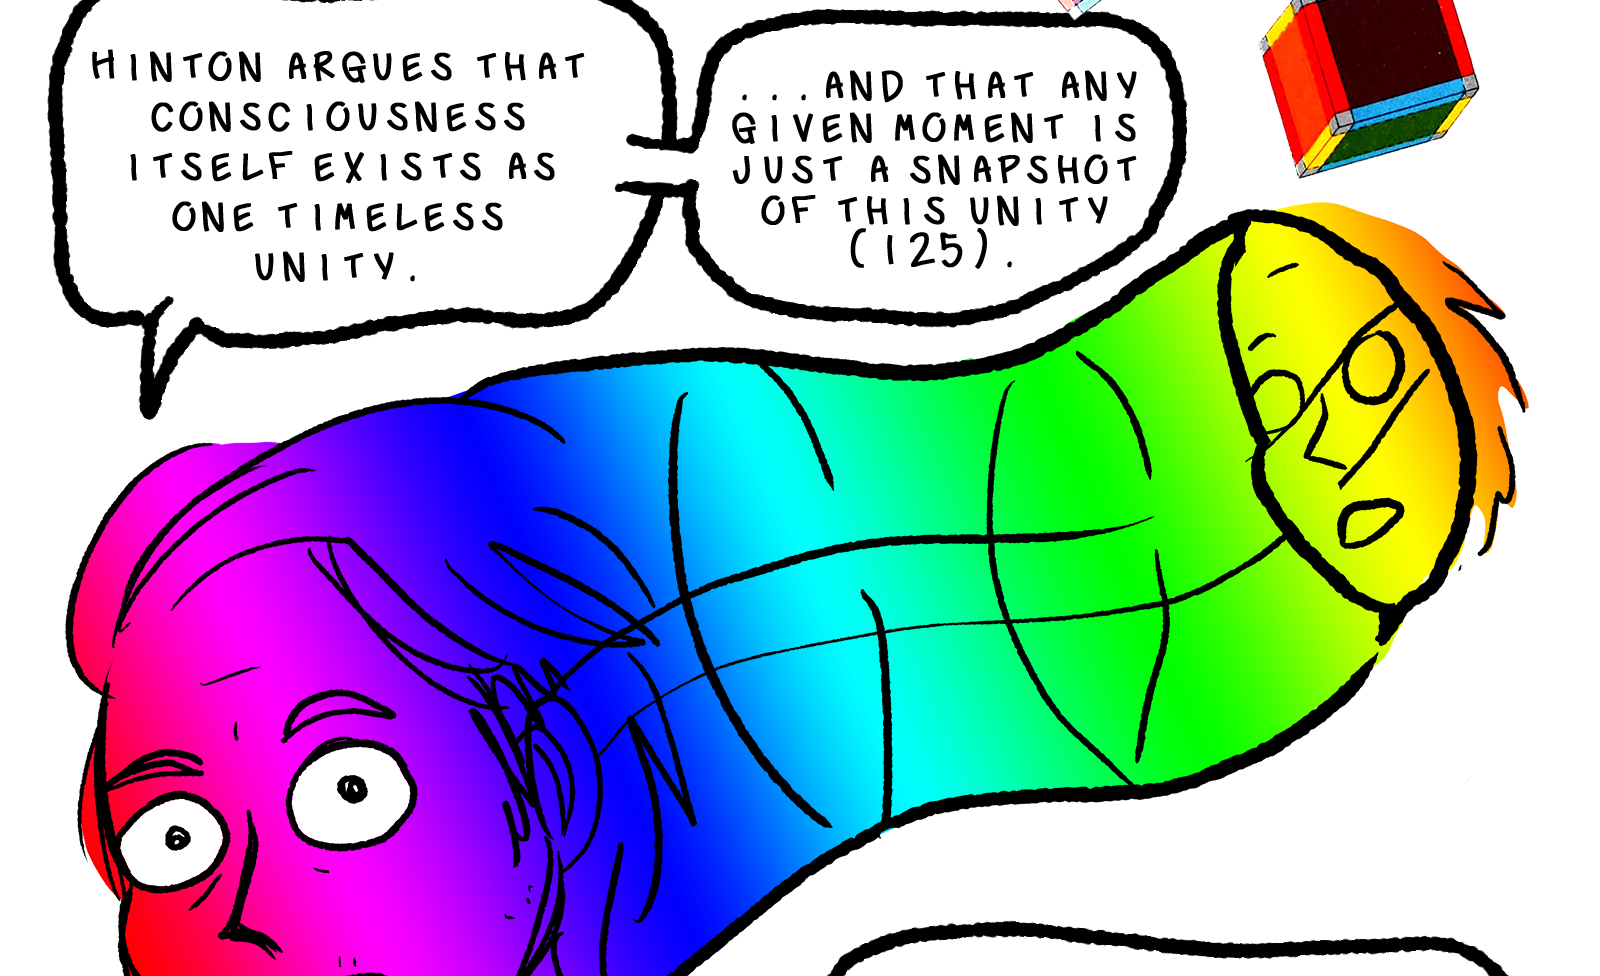 HINTON ARGUES THAT
CONSCIOUSNESS
ITSELF EXISTS AS
ONE TIMELESS
UNITY.
...AND THAT ANY
GIVEN MOMENT IS
JUST A SNAPSHOT
OF THIS UNITY
(125).